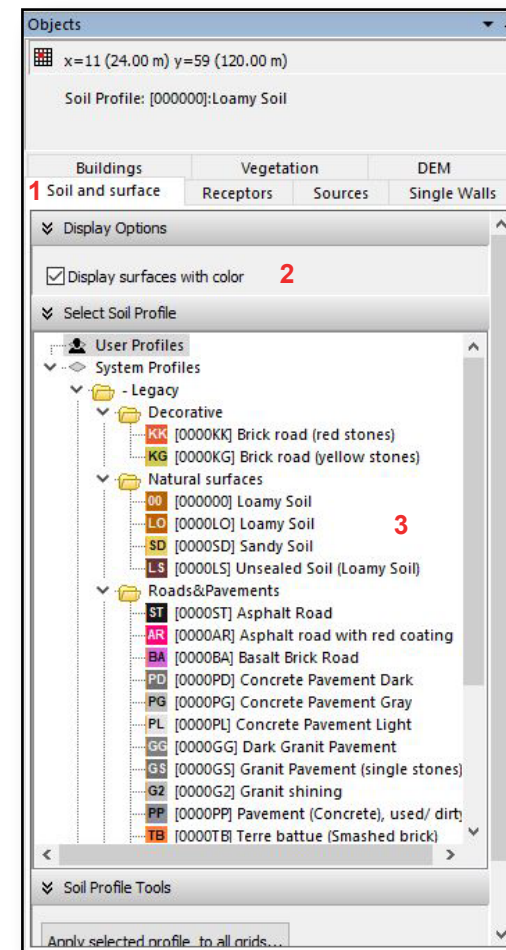 Objects
x=11 (24.00 m) y=59 (120.00 m)
Soil Profile: [000000]:Loamy Soil
Buildings Vegetation DEM
1 Soil and surface Receptors Sources Single Walls
Display Options
Display surfaces with color 2
Select Soil Profile
User Profiles
System Profiles
- Legacy
Decorative
KK [0000KK] Brick road (red stones)
KG [0000KG] Brick road (yellow stones)
Natural surfaces
00 [000000] Loamy Soil
LO [0000LO] Loamy Soil 3
SD [0000SD] Sandy Soil
LS [0000LS] Unsealed Soil (Loamy Soil)
Roads&Pavements
ST [0000ST] Asphalt Road
AR [0000AR] Asphalt road with red coating
BA [0000BA] Basalt Brick Road
PD [0000PD] Concrete Pavement Dark
PG [0000PG] Concrete Pavement Gray
PL [0000PL] Concrete Pavement Light
GG [0000GG] Dark Granit Pavement
GS [0000GS] Granit Pavement (single stones)
G2 [0000G2] Granit shining
PP [0000PP] Pavement (Concrete), used/ dirty
TB [0000TB] Terre battue (Smashed brick)
Soil Profile Tools
Apply selected profile to all grids...